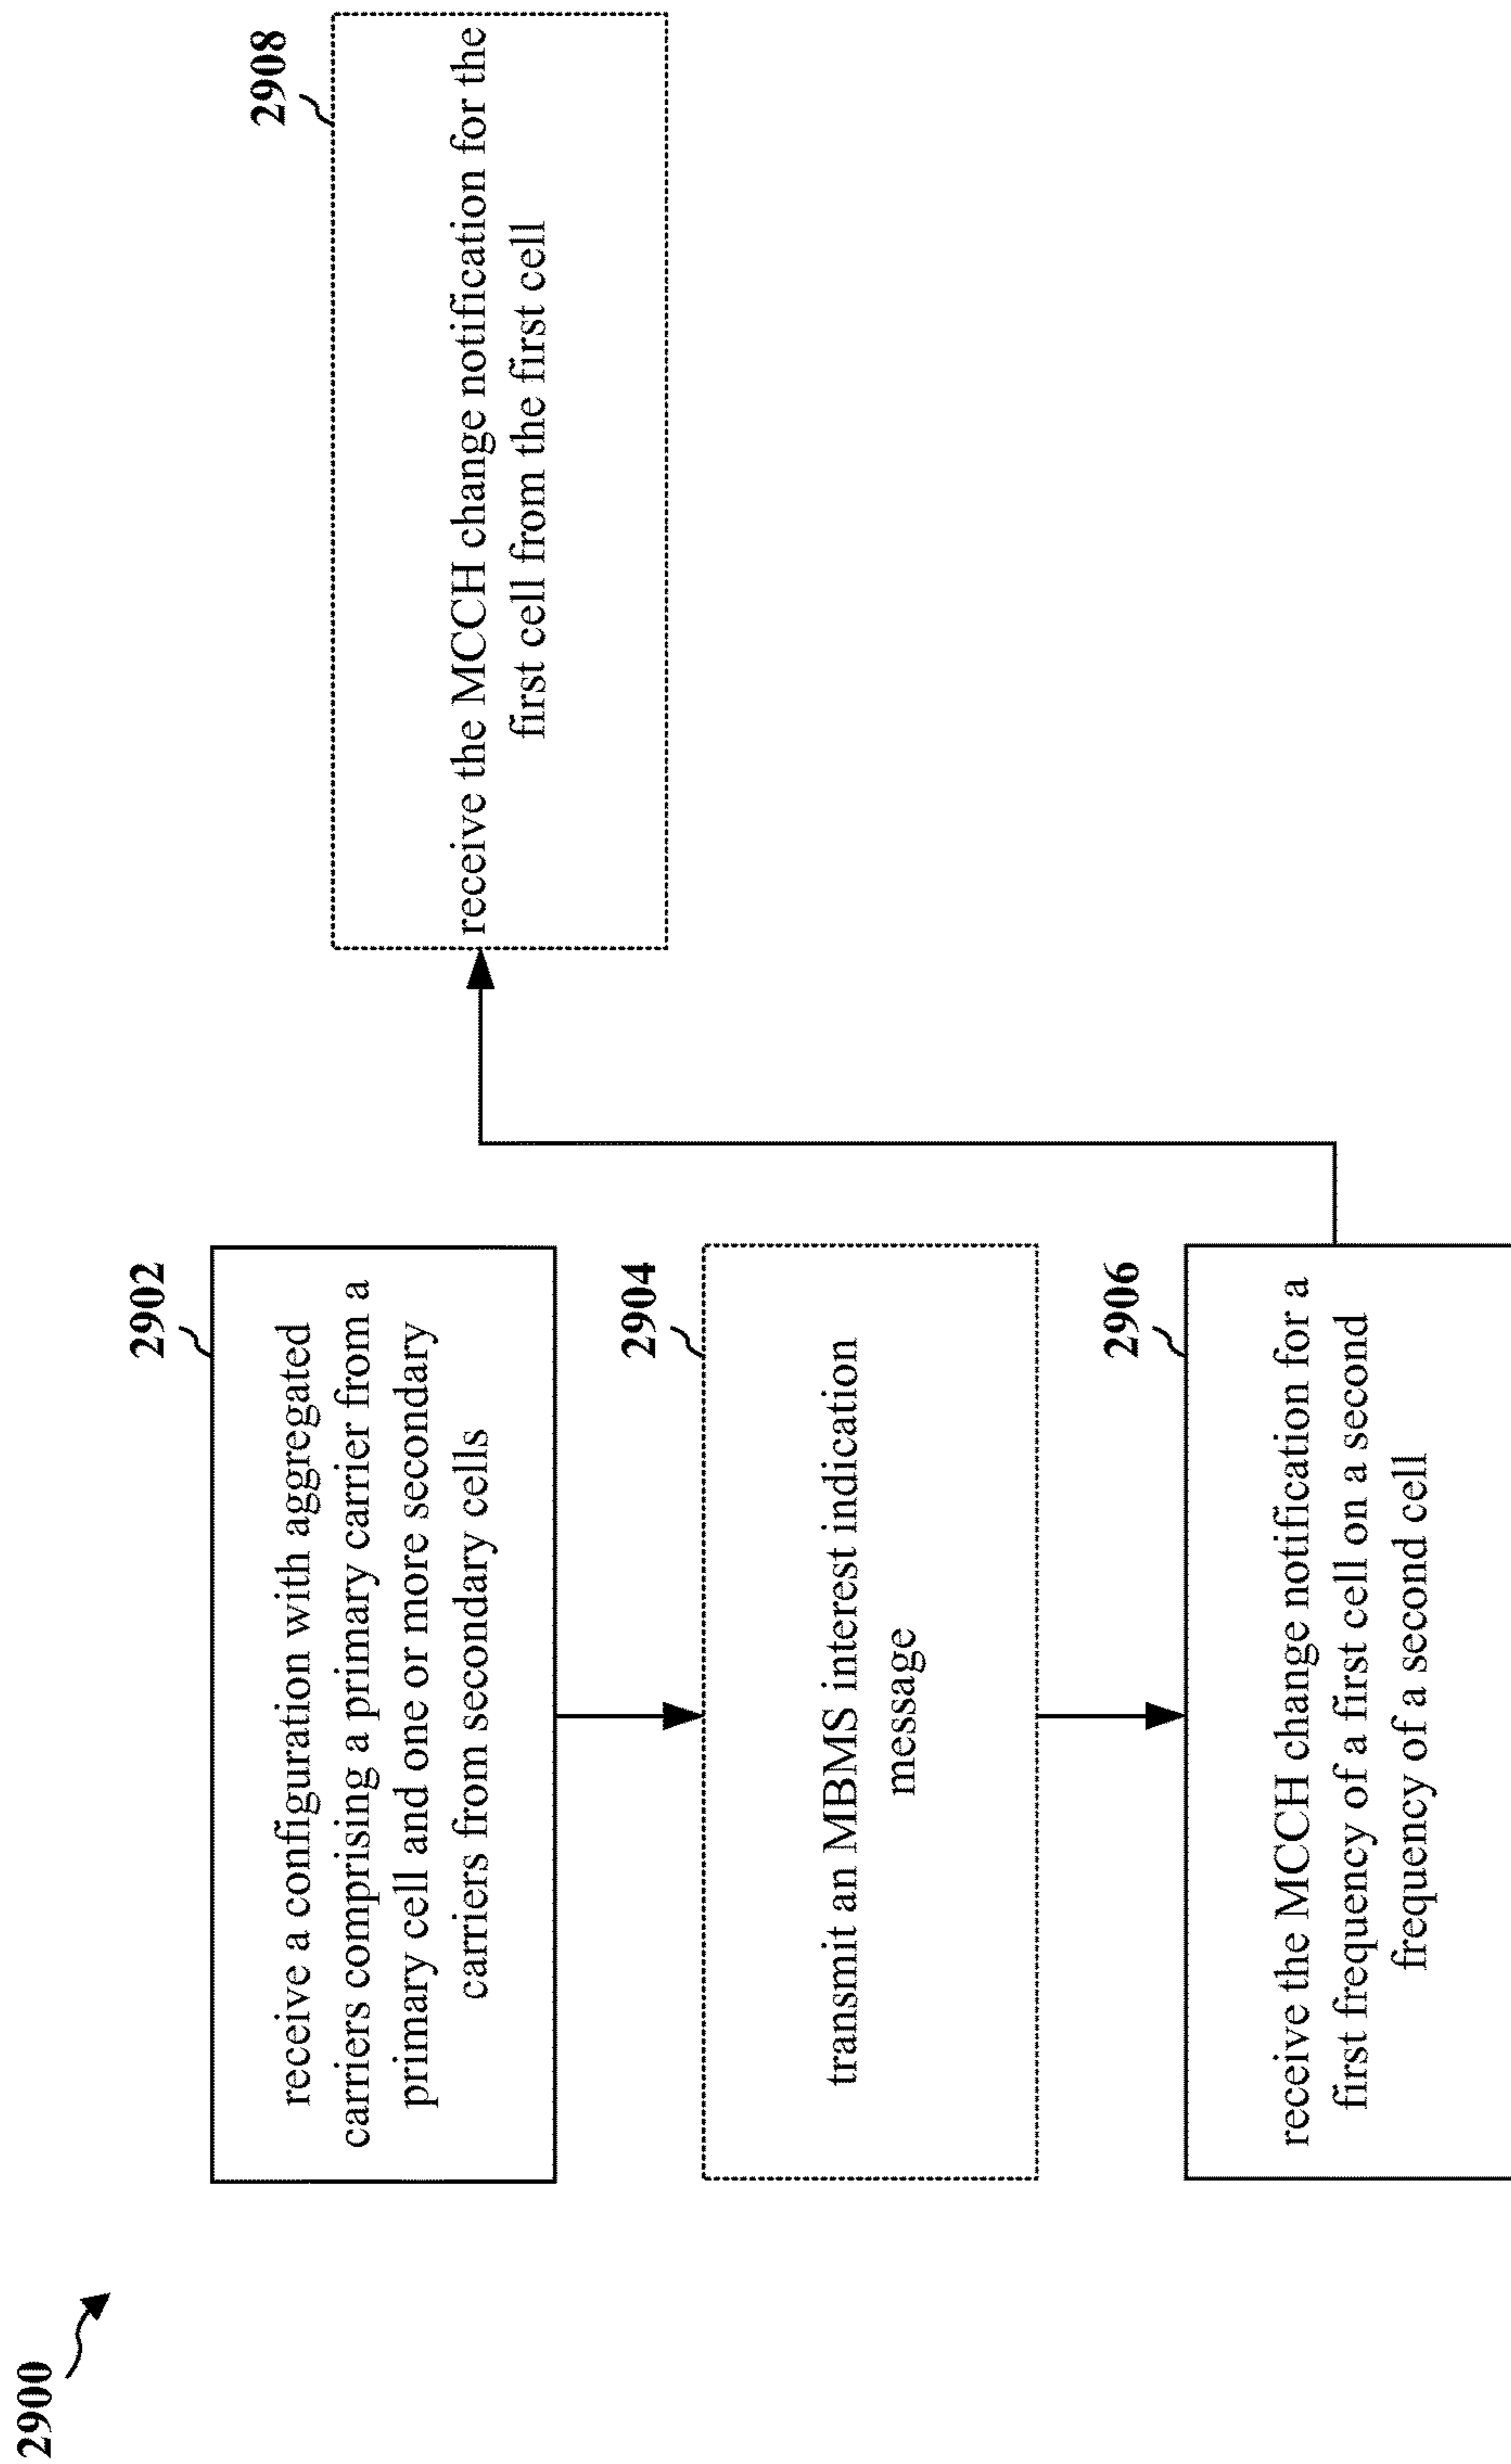 2900
2902
receive a configuration with aggregated
carriers comprising a primary carrier from a
primary cell and one or more secondary
carriers from secondary cells
2904
transmit an MBMS interest indication
message
2906
receive the MCCH change notification for a
first frequency of a first cell on a second
frequency of a second cell
2908
receive the MCCH change notification for the
first cell from the first cell